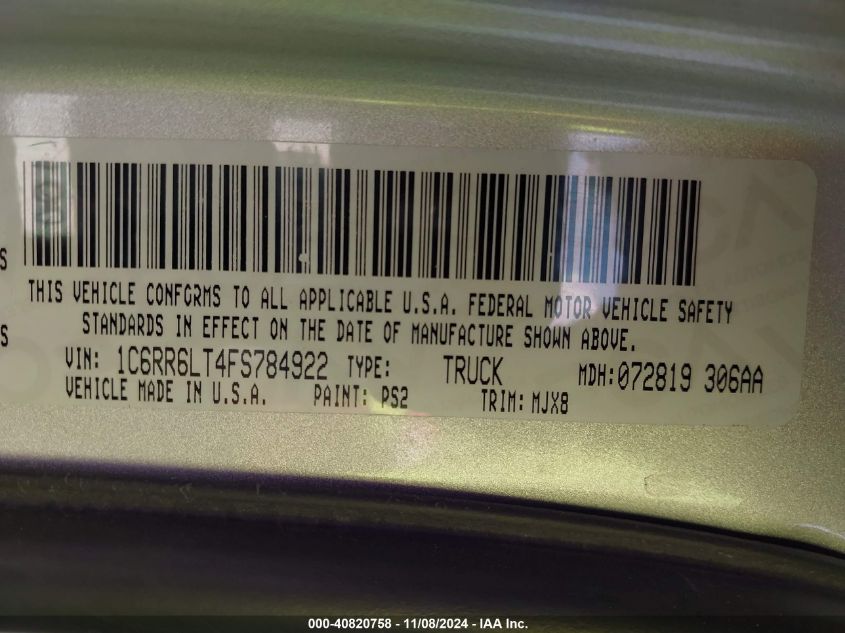 S
THIS VEHICLE CONFORMS TO ALL APPLICABLE U.S.A. FEDERAL MOTOR VEHICLE SAFETY
S STANDARDS IN EFFECT ON THE DATE OF MANUFACTURE SHOWN ABOVE.
VIN: 1C6RR6LT4FS784922 TYPE: TRUCK MDH:072819 306AA
VEHICLE MADE IN U.S.A. PAINT: PS2 TRIM: MJX8
000-40820758 - 11/08/2024 - IAA Inc.